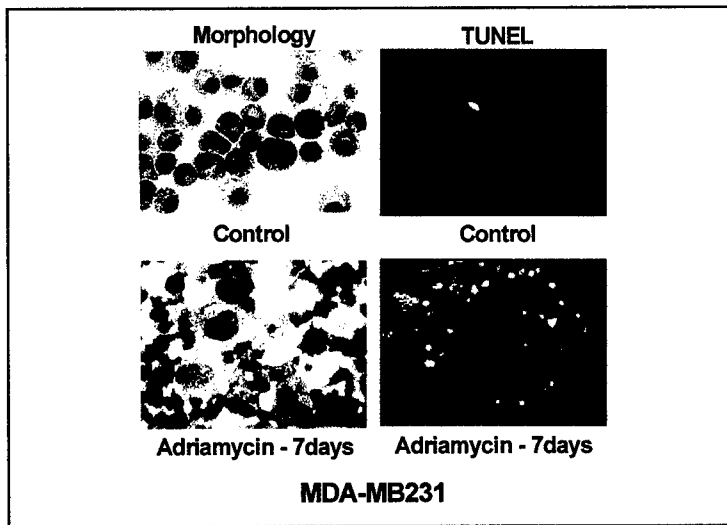 Morphology TUNEL
Control Control
Adriamycin - 7days Adriamycin - 7days
MDA-MB231